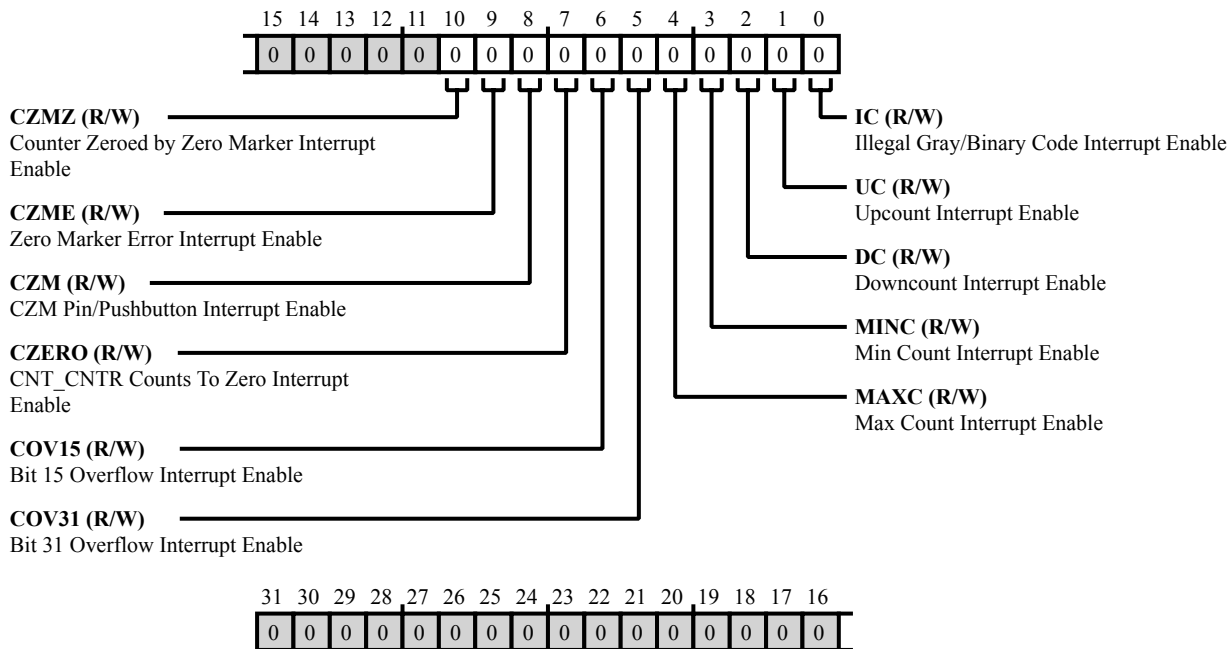 15 14 13 12 11 10 9 8 7 6 5 4 3 2 1 0
0 0 0 0 0 0 0 0 0 0 0 0 0 0 0 0
CZMZ (R/W)
Counter Zeroed by Zero Marker Interrupt
Enable
CZME (R/W)
Zero Marker Error Interrupt Enable
CZM (R/W)
CZM Pin/Pushbutton Interrupt Enable
CZERO (R/W)
CNT_CNTR Counts To Zero Interrupt
Enable
COV15 (R/W)
Bit 15 Overflow Interrupt Enable
COV31 (R/W)
Bit 31 Overflow Interrupt Enable
IC (R/W)
Illegal Gray/Binary Code Interrupt Enable
UC (R/W)
Upcount Interrupt Enable
DC (R/W)
Downcount Interrupt Enable
MINC (R/W)
Min Count Interrupt Enable
MAXC (R/W)
Max Count Interrupt Enable
31 30 29 28 27 26 25 24 23 22 21 20 19 18 17 16
0 0 0 0 0 0 0 0 0 0 0 0 0 0 0 0